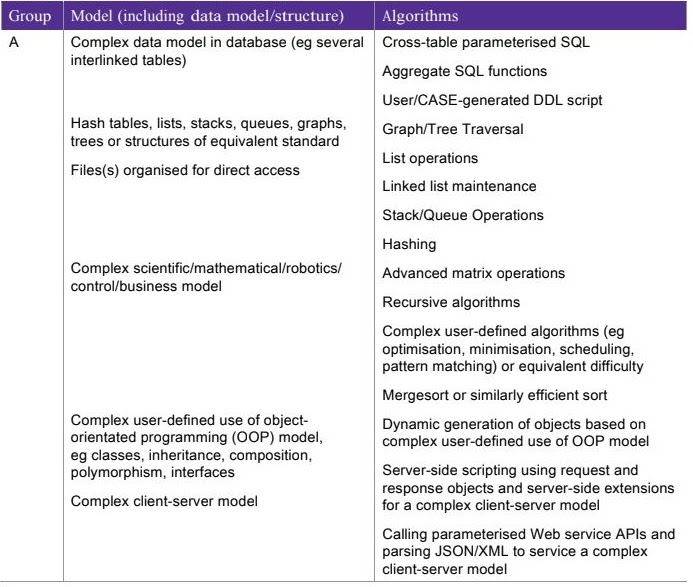 Group Model (including data model/structure) Algorithms
A Complex data model in database (eg several
interlinked tables)
Cross-table parameterised SQL
Aggregate SQL functions
User/CASE-generated DDL script
Hash tables, lists, stacks, queues, graphs,
trees or structures of equivalent standard
Graph/Tree Traversal
Files(s) organised for direct access
List operations
Linked list maintenance
Stack/Queue Operations
Hashing
Complex scientific/mathematical/robotics/
control/business model
Advanced matrix operations
Recursive algorithms
Complex user-defined algorithms (eg
optimisation, minimisation, scheduling,
pattern matching) or equivalent difficulty
Mergesort or similarly efficient sort
Complex user-defined use of object-
orientated programming (OOP) model,
eg classes, inheritance, composition,
polymorphism, interfaces
Dynamic generation of objects based on
complex user-defined use of OOP model
Complex client-server model
Server-side scripting using request and
response objects and server-side extensions
for a complex client-server model
Calling parameterised Web service APIs and
parsing JSON/XML to service a complex
client-server model